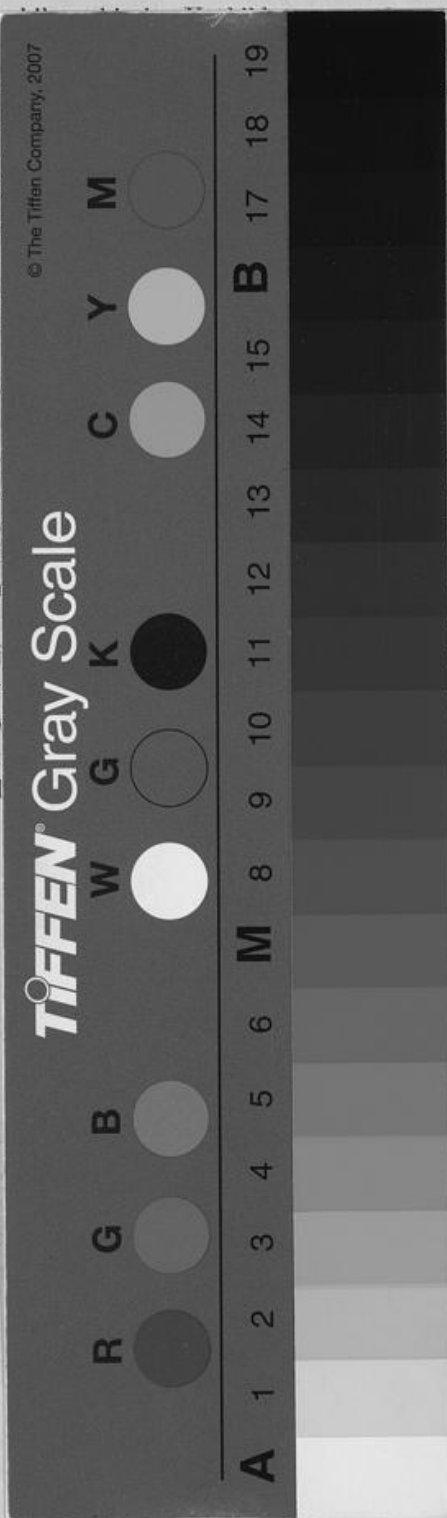 TIFFEN® Gray Scale
© The Tiffen Company, 2007
R G B W G K C Y M
A 1 2 3 4 5 6 M 8 9 10 11 12 13 14 15 B 17 18 19